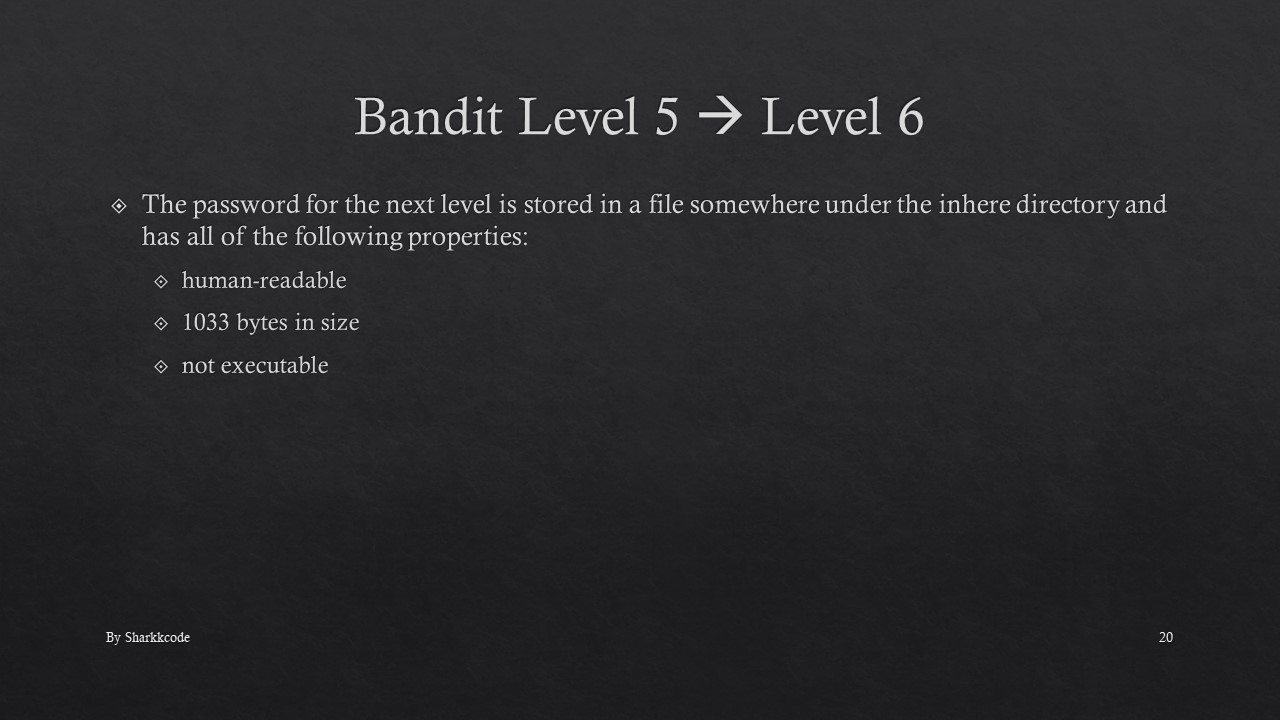 Bandit Level 5 → Level 6
The password for the next level is stored in a file somewhere under the inhere directory and
has all of the following properties:
human-readable
1033 bytes in size
not executable
By Sharkkcode
20